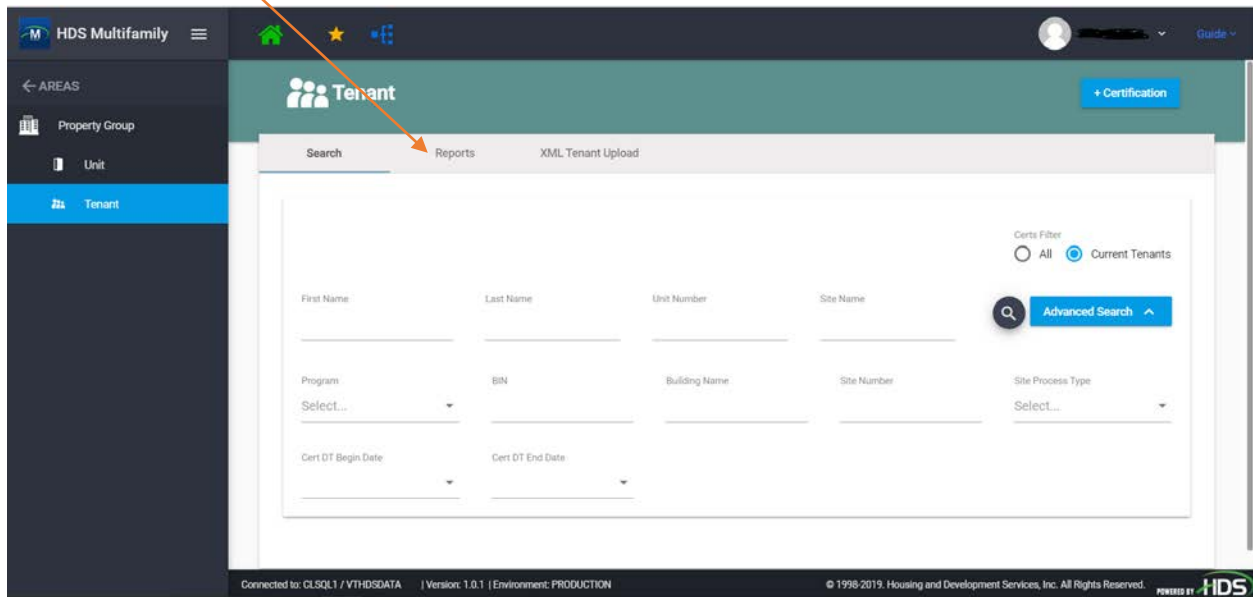 M HDS Multifamily
Guide
AREAS
Tenant
+ Certification
Property Group
Search Reports XML Tenant Upload
Unit
Tenant
Certs Filter
All Current Tenants
First Name Last Name Unit Number Site Name
Advanced Search
Program BIN Building Name Site Number Site Process Type
Select... Select...
Cert DT Begin Date Cert DT End Date
Connected to: CLSQL1 / VTHDSDATA | Version: 1.0.1 | Environment: PRODUCTION © 1998-2019. Housing and Development Services, Inc. All Rights Reserved. POWERED BY HDS